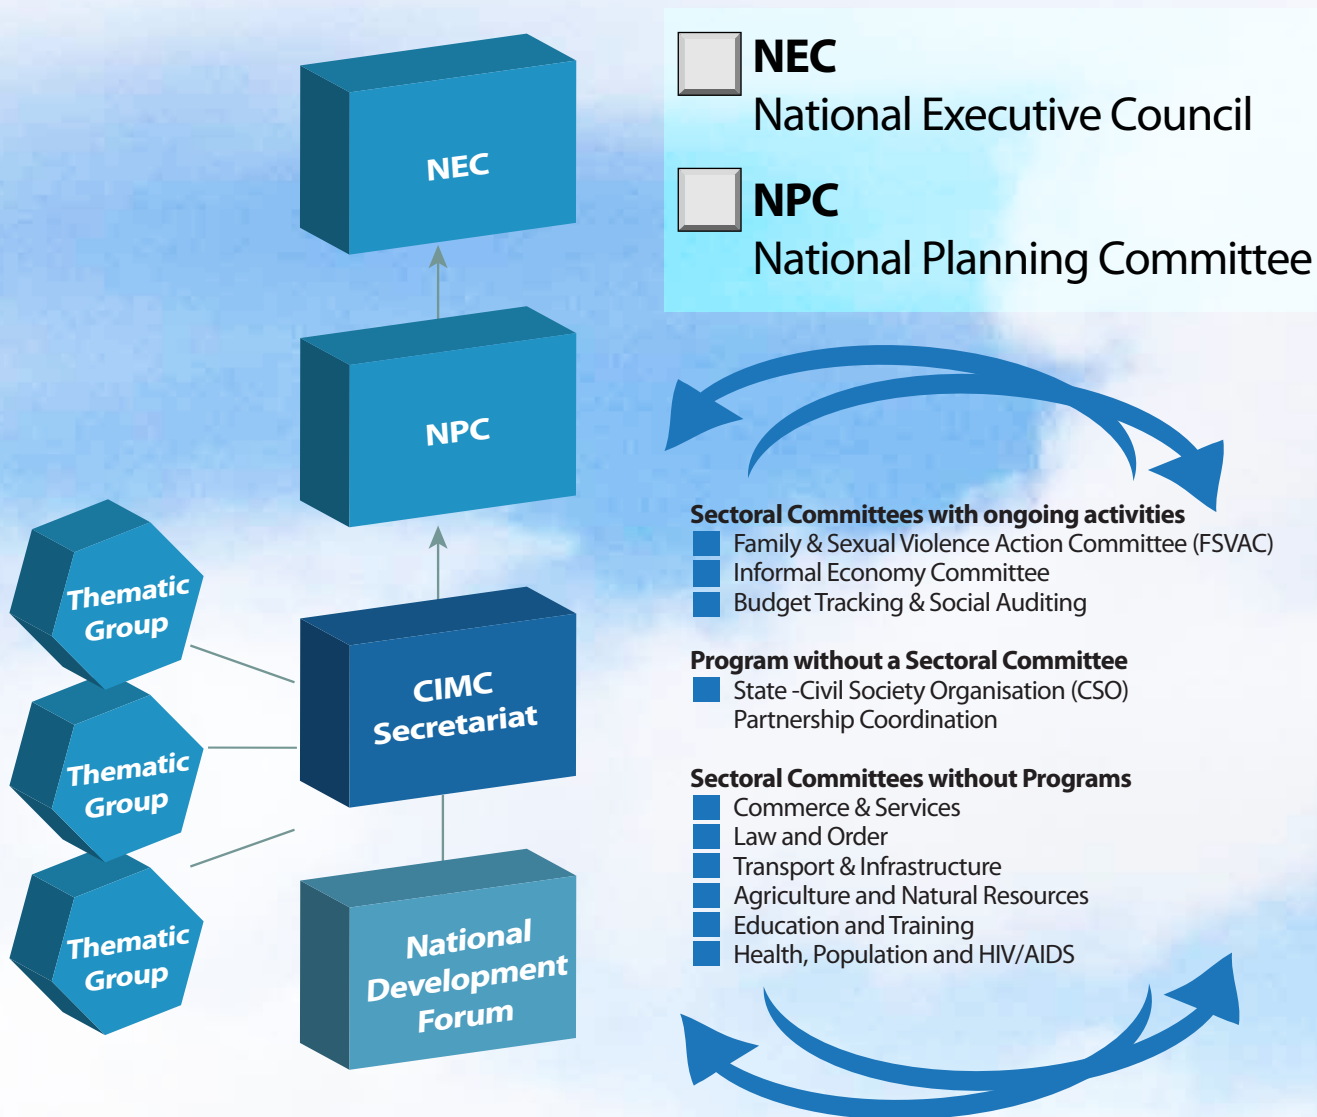 NEC
NEC
National Executive Council
NPC
National Planning Committee
NPC
Thematic
Group
Thematic
Group
Thematic
Group
CIMC
Secretariat
National
Development
Forum
Sectoral Committees with ongoing activities
Family & Sexual Violence Action Committee (FSVAC)
Informal Economy Committee
Budget Tracking & Social Auditing
Program without a Sectoral Committee
State -Civil Society Organisation (CSO)
Partnership Coordination
Sectoral Committees without Programs
Commerce & Services
Law and Order
Transport & Infrastructure
Agriculture and Natural Resources
Education and Training
Health, Population and HIV/AIDS